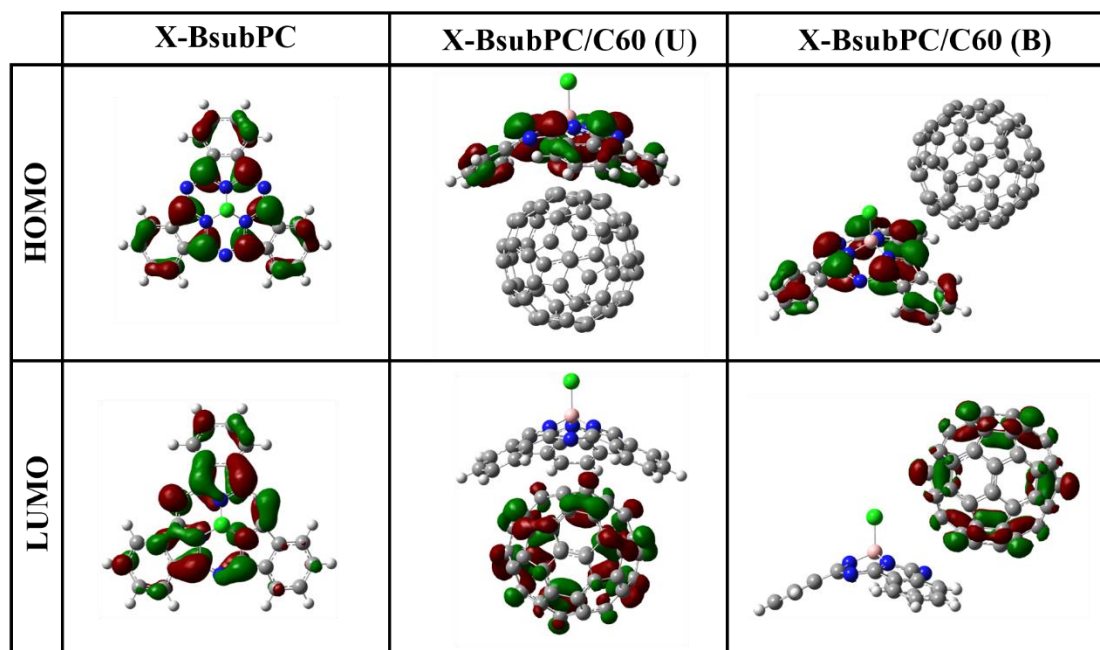 X-BsubPC
X-BsubPC/C60 (U)
X-BsubPC/C60 (B)
HOMO
LUMO